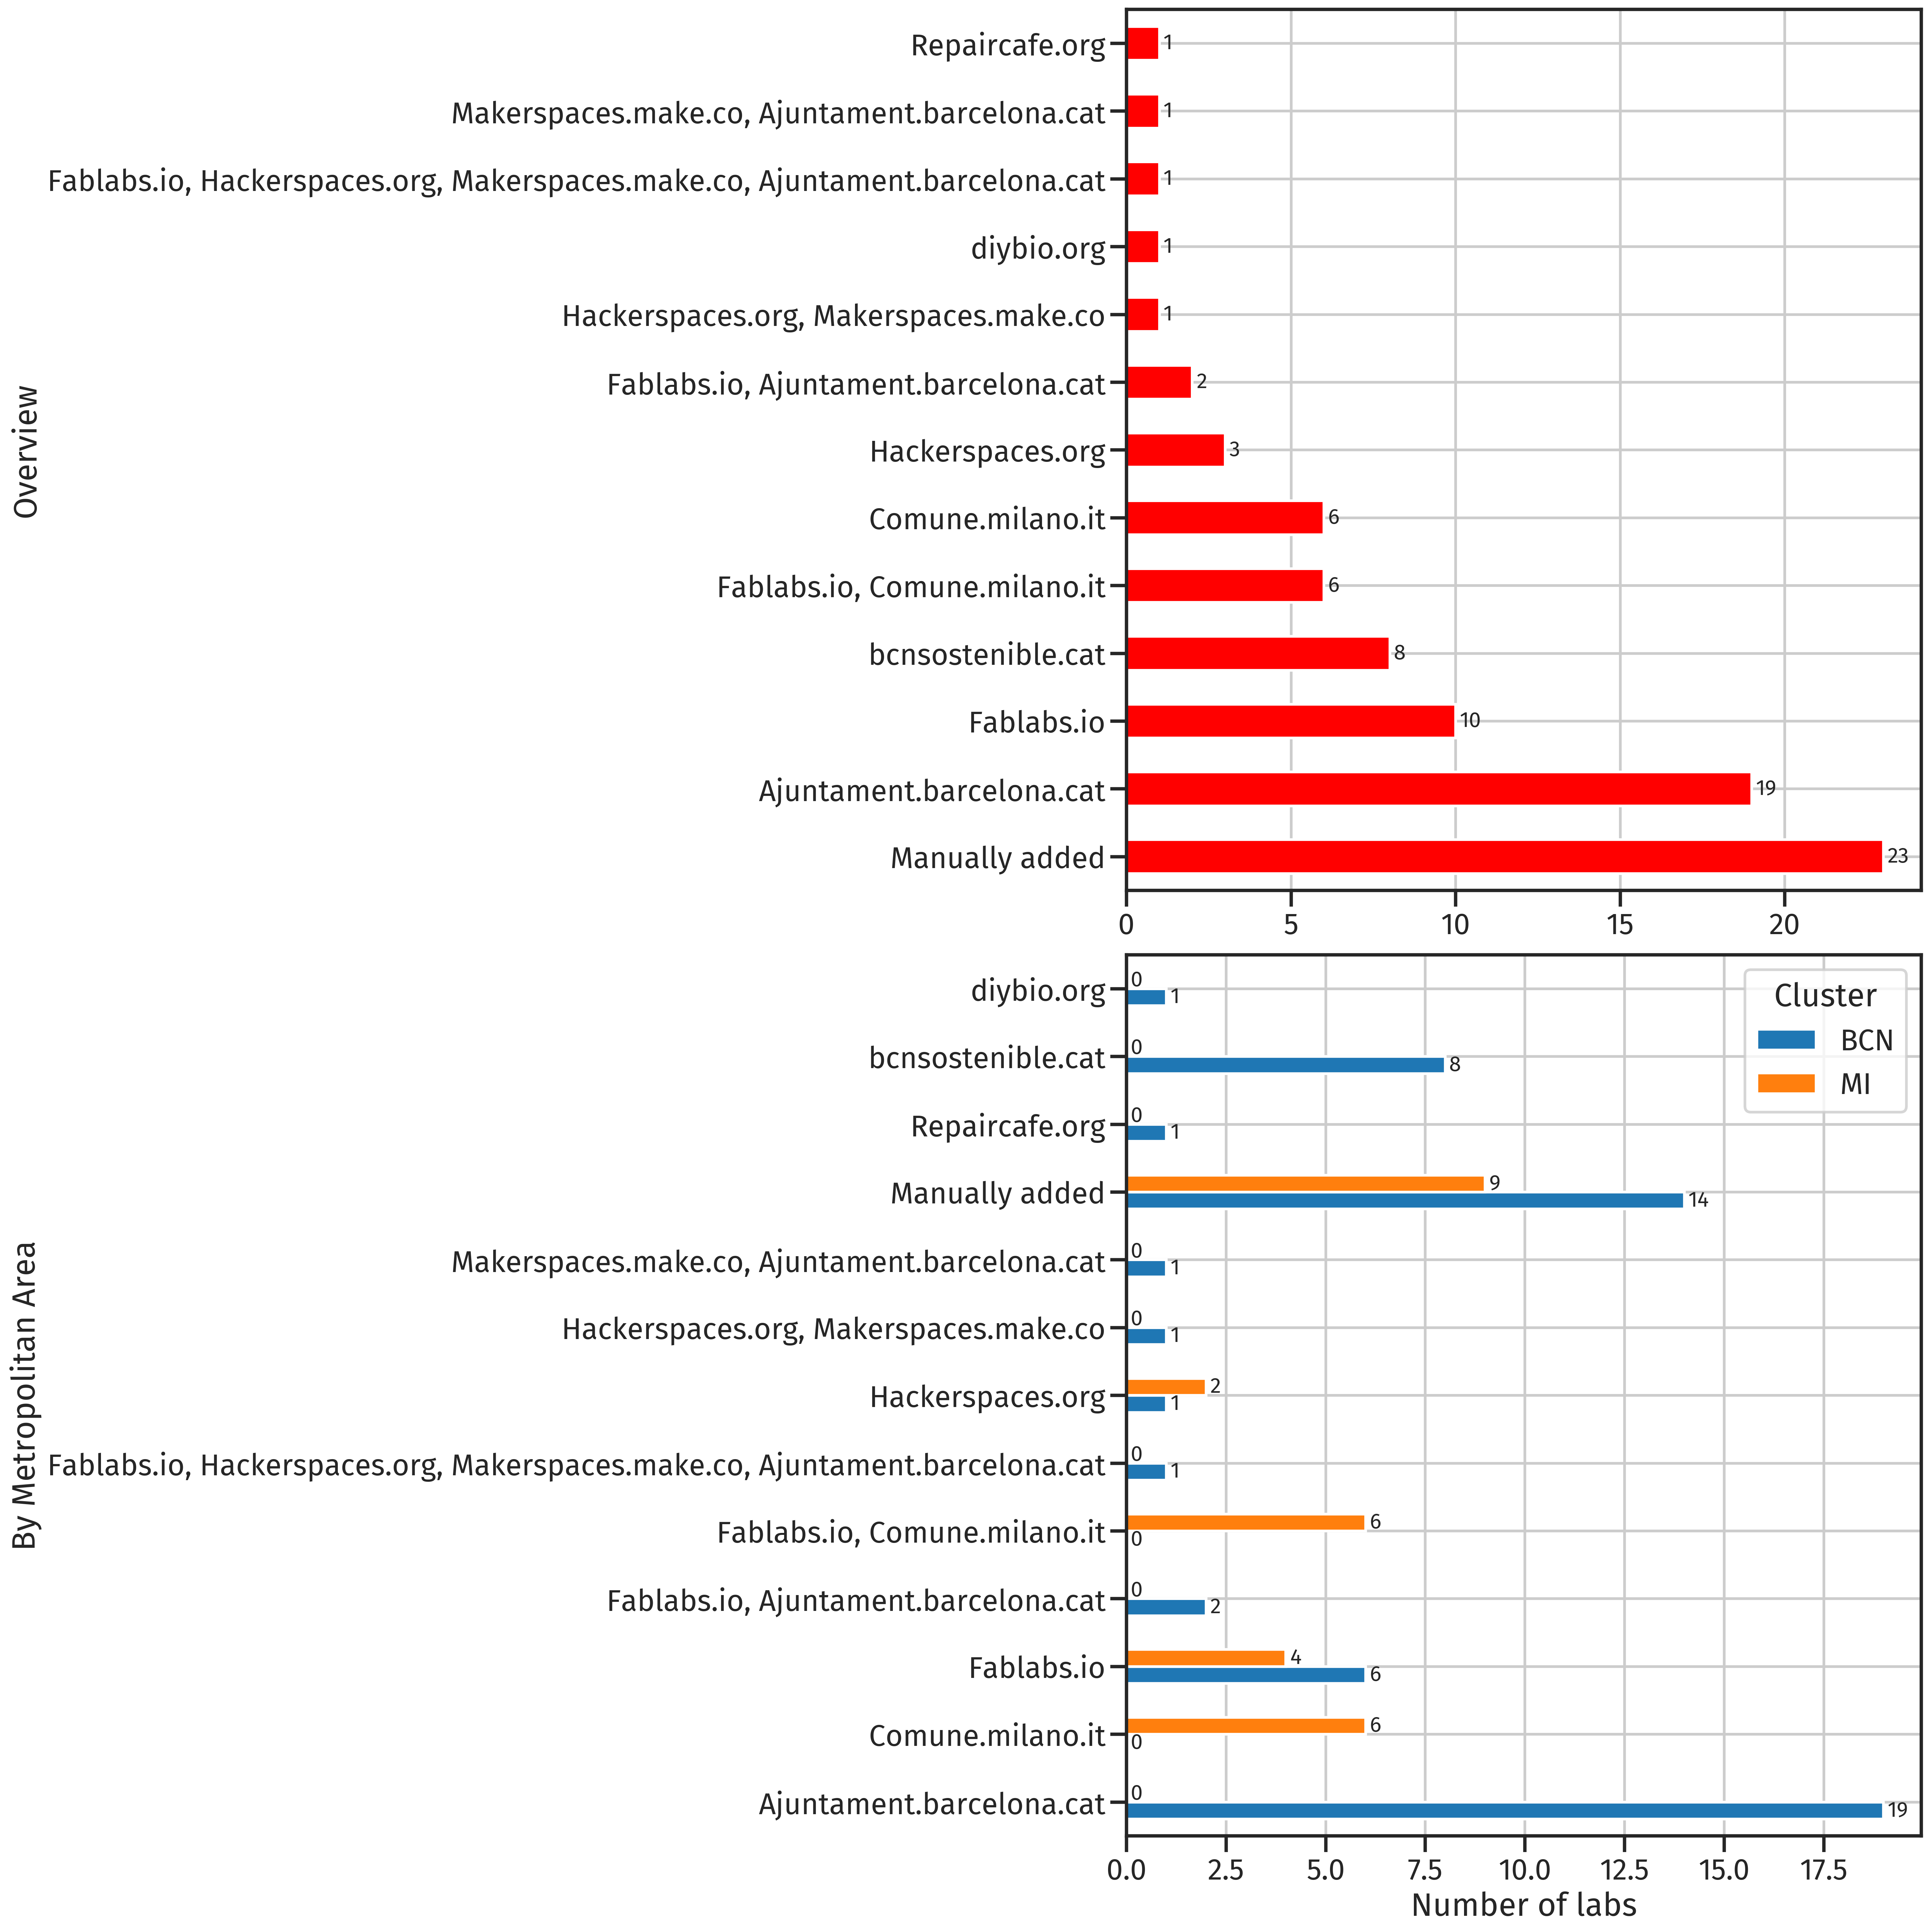 Overview
Repaircafe.org 1
Makerspaces.make.co, Ajuntament.barcelona.cat 1
Fablabs.io, Hackerspaces.org, Makerspaces.make.co, Ajuntament.barcelona.cat 1
diybio.org 1
Hackerspaces.org, Makerspaces.make.co 1
Fablabs.io, Ajuntament.barcelona.cat 2
Hackerspaces.org 3
Comune.milano.it 6
Fablabs.io, Comune.milano.it 6
bcnsostenible.cat 8
Fablabs.io 10
Ajuntament.barcelona.cat 19
Manually added 23
0 5 10 15 20
By Metropolitan Area
Cluster
BCN
MI
diybio.org 0 1
bcnsostenible.cat 0 8
Repaircafe.org 0 1
Manually added 9 14
Makerspaces.make.co, Ajuntament.barcelona.cat 0 1
Hackerspaces.org, Makerspaces.make.co 0 1
Hackerspaces.org 2 1
Fablabs.io, Hackerspaces.org, Makerspaces.make.co, Ajuntament.barcelona.cat 0 1
Fablabs.io, Comune.milano.it 6 0
Fablabs.io, Ajuntament.barcelona.cat 0 2
Fablabs.io 4 6
Comune.milano.it 6 0
Ajuntament.barcelona.cat 0 19
0.0 2.5 5.0 7.5 10.0 12.5 15.0 17.5
Number of labs